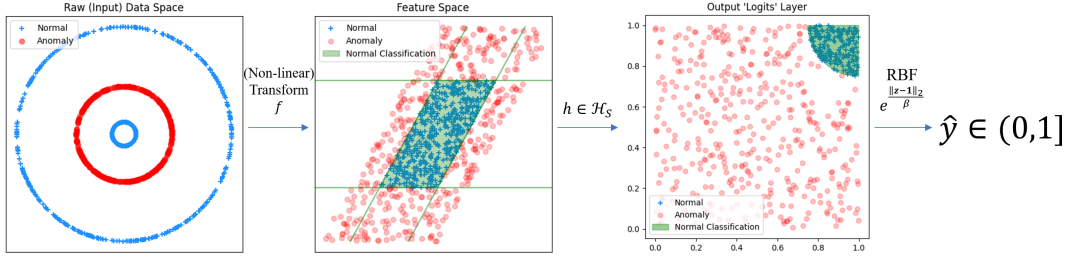 Raw (Input) Data Space
Normal
Anomaly
(Non-linear)
Transform
f
Feature Space
Normal
Anomaly
Normal Classification
h ∈ ℋ_S
Output 'Logits' Layer
1.0
0.8
0.6
0.4
0.2
0.0
0.0 0.2 0.4 0.6 0.8 1.0
Normal
Anomaly
Normal Classification
RBF
e^(‖z−1‖₂/β)
ŷ ∈ (0,1]